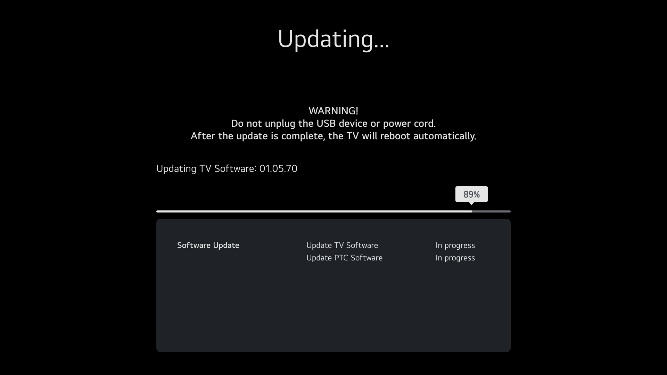 Updating...
WARNING!
Do not unplug the USB device or power cord.
After the update is complete, the TV will reboot automatically.
Updating TV Software: 01.05.70
89%
Software Update Update TV Software In progress
Update PTC Software In progress